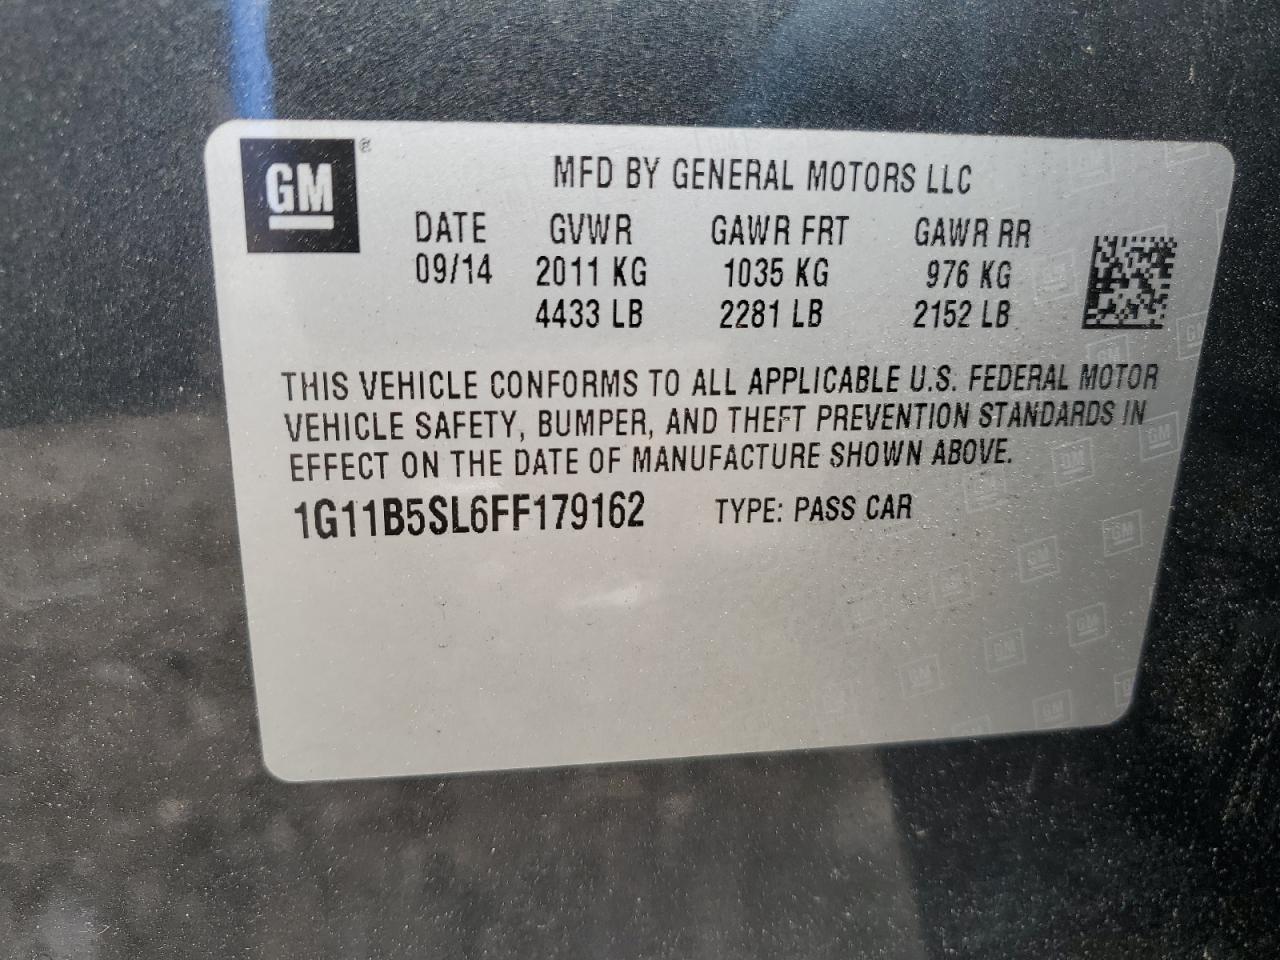 GM®
MFD BY GENERAL MOTORS LLC
DATE GVWR GAWR FRT GAWR RR
09/14 2011 KG 1035 KG 976 KG
4433 LB 2281 LB 2152 LB
THIS VEHICLE CONFORMS TO ALL APPLICABLE U.S. FEDERAL MOTOR
VEHICLE SAFETY, BUMPER, AND THEFT PREVENTION STANDARDS IN
EFFECT ON THE DATE OF MANUFACTURE SHOWN ABOVE.
1G11B5SL6FF179162 TYPE: PASS CAR